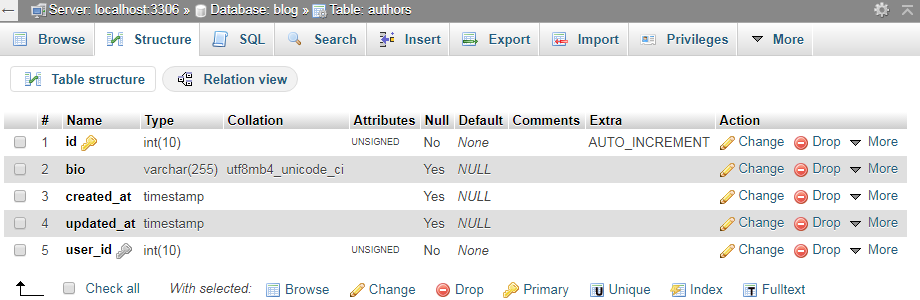 Server: localhost:3306 » Database: blog » Table: authors
Browse Structure SQL Search Insert Export Import Privileges More
Table structure Relation view
# Name Type Collation Attributes Null Default Comments Extra Action
1 id int(10) UNSIGNED No None AUTO_INCREMENT Change Drop More
2 bio varchar(255) utf8mb4_unicode_ci Yes NULL Change Drop More
3 created_at timestamp Yes NULL Change Drop More
4 updated_at timestamp Yes NULL Change Drop More
5 user_id int(10) UNSIGNED No None Change Drop More
Check all With selected: Browse Change Drop Primary Unique Index Fulltext